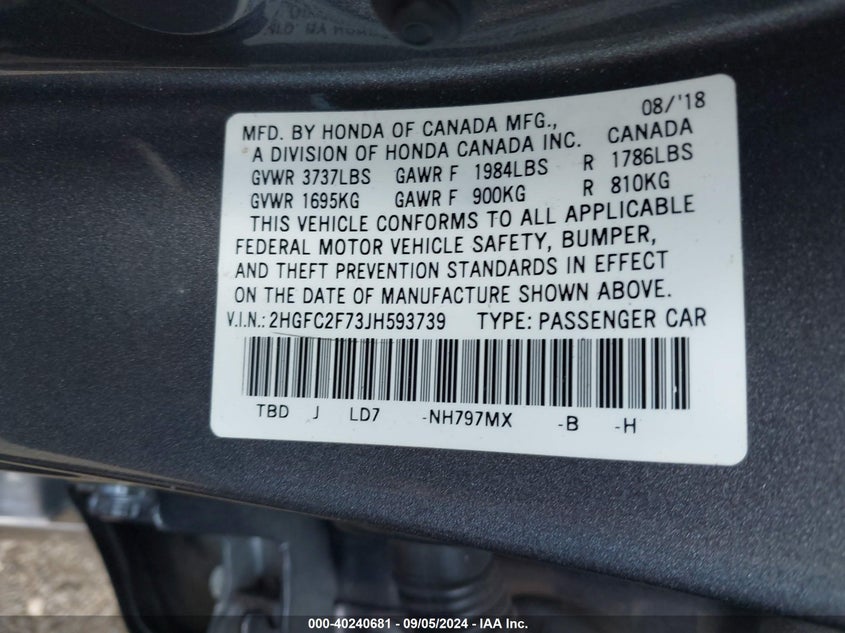 08/'18
MFD. BY HONDA OF CANADA MFG.,
A DIVISION OF HONDA CANADA INC. CANADA
GVWR 3737LBS GAWR F 1984LBS R 1786LBS
GVWR 1695KG GAWR F 900KG R 810KG
THIS VEHICLE CONFORMS TO ALL APPLICABLE
FEDERAL MOTOR VEHICLE SAFETY, BUMPER,
AND THEFT PREVENTION STANDARDS IN EFFECT
ON THE DATE OF MANUFACTURE SHOWN ABOVE.
V.I.N.: 2HGFC2F73JH593739 TYPE: PASSENGER CAR
TBD J LD7 -NH797MX -B -H
000-40240681 - 09/05/2024 - IAA Inc.